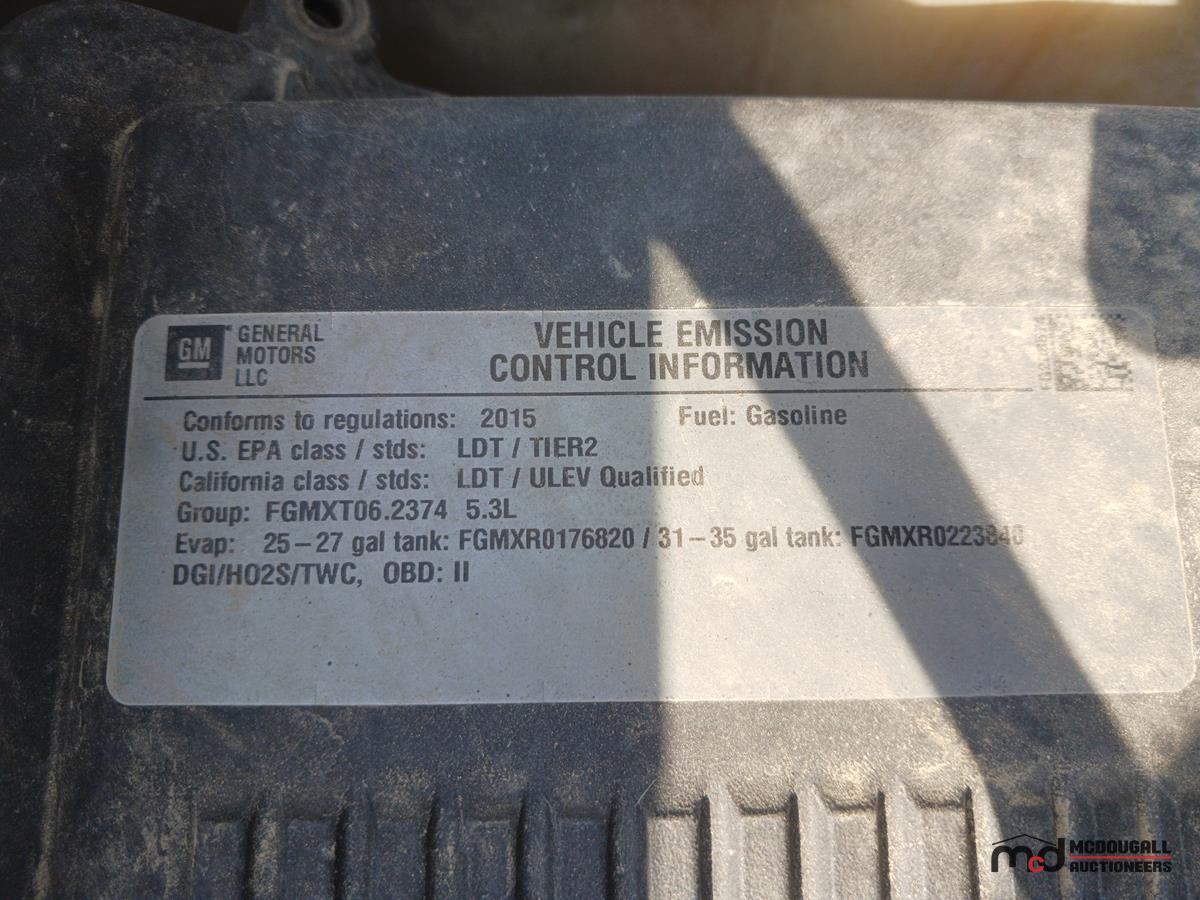 GM
GENERAL
MOTORS
LLC
VEHICLE EMISSION
CONTROL INFORMATION
Conforms to regulations: 2015 Fuel: Gasoline
U.S. EPA class / stds: LDT / TIER2
California class / stds: LDT / ULEV Qualified
Group: FGMXT06.2374 5.3L
Evap: 25–27 gal tank: FGMXR0176820 / 31–35 gal tank: FGMXR0223840
DGI/HO2S/TWC, OBD: II
mcd
MCDOUGALL
AUCTIONEERS